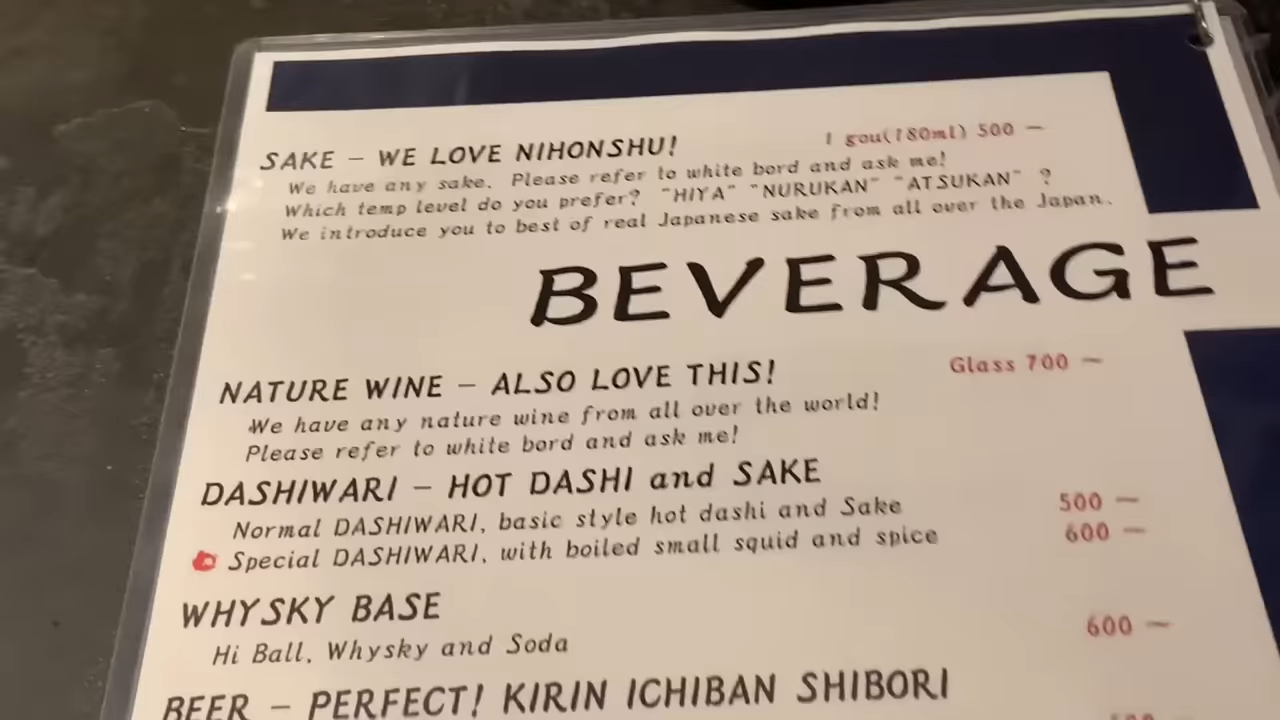 SAKE – WE LOVE NIHONSHU! 1 gou(180ml) 500 ー
We have any sake. Please refer to white bord and ask me!
Which temp level do you prefer? "HIYA" "NURUKAN" "ATSUKAN" ?
We introduce you to best of real Japanese sake from all over the Japan.
BEVERAGE
NATURE WINE – ALSO LOVE THIS! Glass 700 ー
We have any nature wine from all over the world!
Please refer to white bord and ask me!
DASHIWARI – HOT DASHI and SAKE
Normal DASHIWARI, basic style hot dashi and Sake 500 ー
Special DASHIWARI, with boiled small squid and spice 600 ー
WHYSKY BASE
Hi Ball, Whysky and Soda 600 ー
BEER – PERFECT! KIRIN ICHIBAN SHIBORI